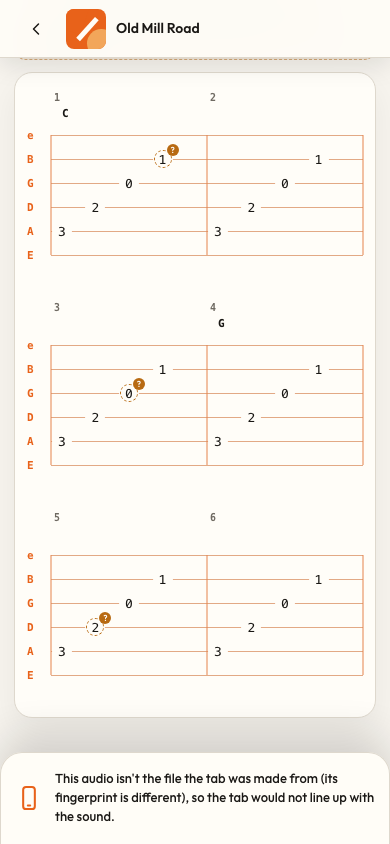 Old Mill Road
1 2
C
e
B 1 ? 1
G 0 0
D 2 2
A 3 3
E
3 4
G
e
B 1 1
G 0 ? 0
D 2 2
A 3 3
E
5 6
e
B 1 1
G 0 0
D 2 ? 2
A 3 3
E
This audio isn't the file the tab was made from (its
fingerprint is different), so the tab would not line up with
the sound.